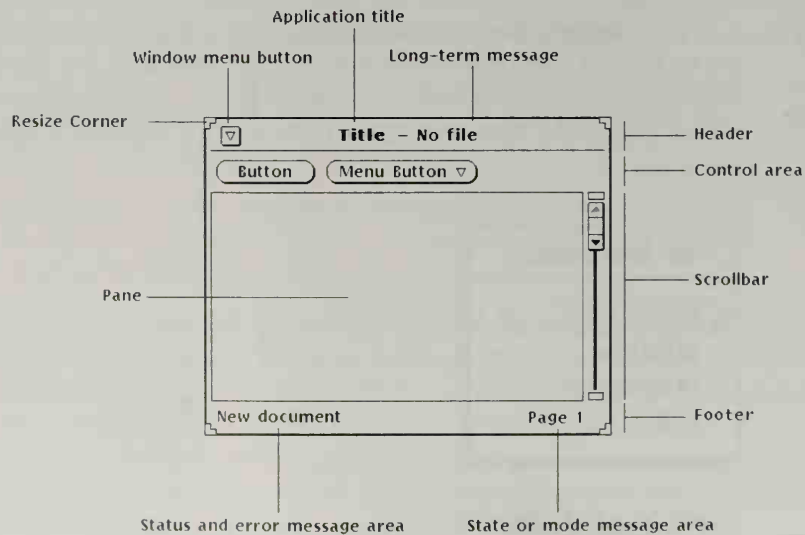 Application title
Window menu button
Long-term message
Resize Corner
Title – No file
Header
Button
Menu Button
Control area
Pane
Scrollbar
New document
Page 1
Footer
Status and error message area
State or mode message area